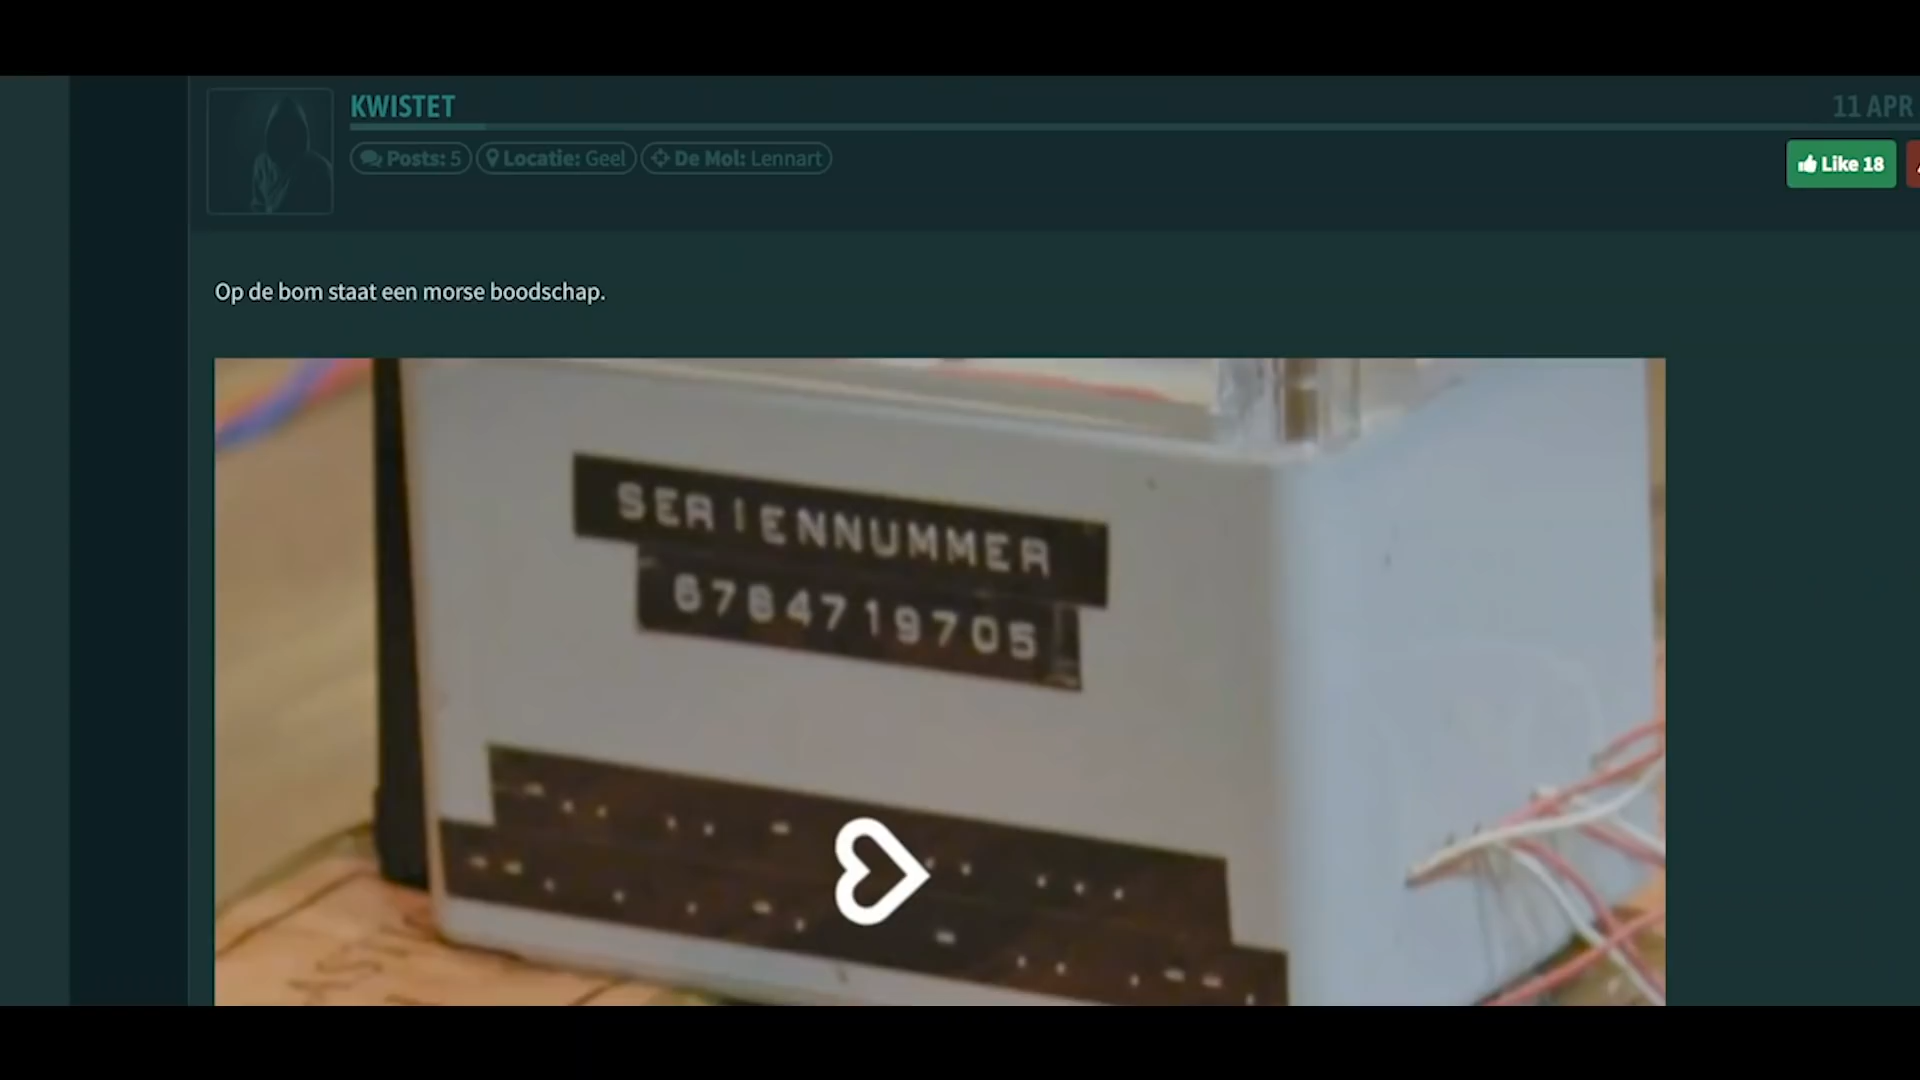 KWISTET
11 APR
Posts: 5 Locatie: Geel De Mol: Lennart
Like 18
Op de bom staat een morse boodschap.
SERIENNUMMER
6784719705